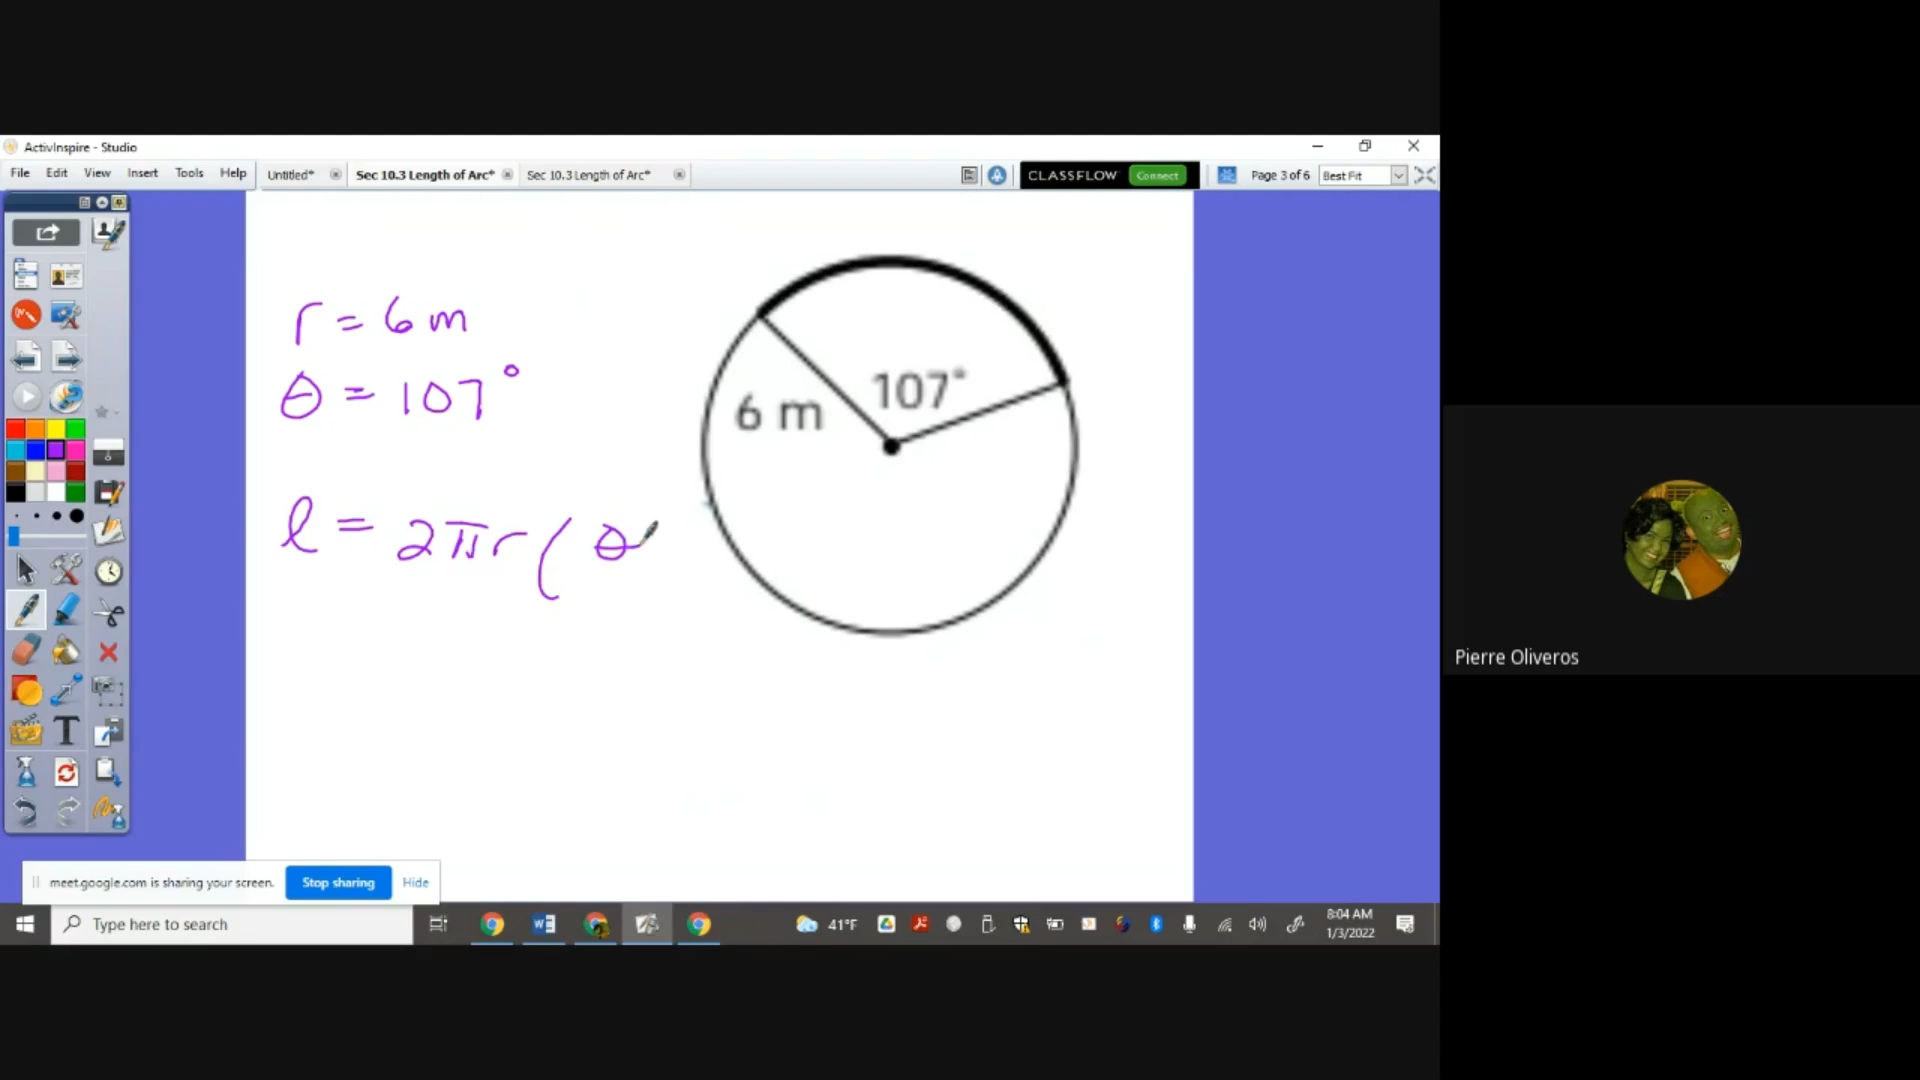 ActivInspire - Studio
File Edit View Insert Tools Help
Untitled* Sec 10.3 Length of Arc* Sec 10.3 Length of Arc*
CLASSFLOW Connect
Page 3 of 6 Best Fit
r = 6 m
θ = 107°
l = 2πr ( θ
107°
6 m
meet.google.com is sharing your screen. Stop sharing Hide
Type here to search
41°F
8:04 AM
1/3/2022
Pierre Oliveros